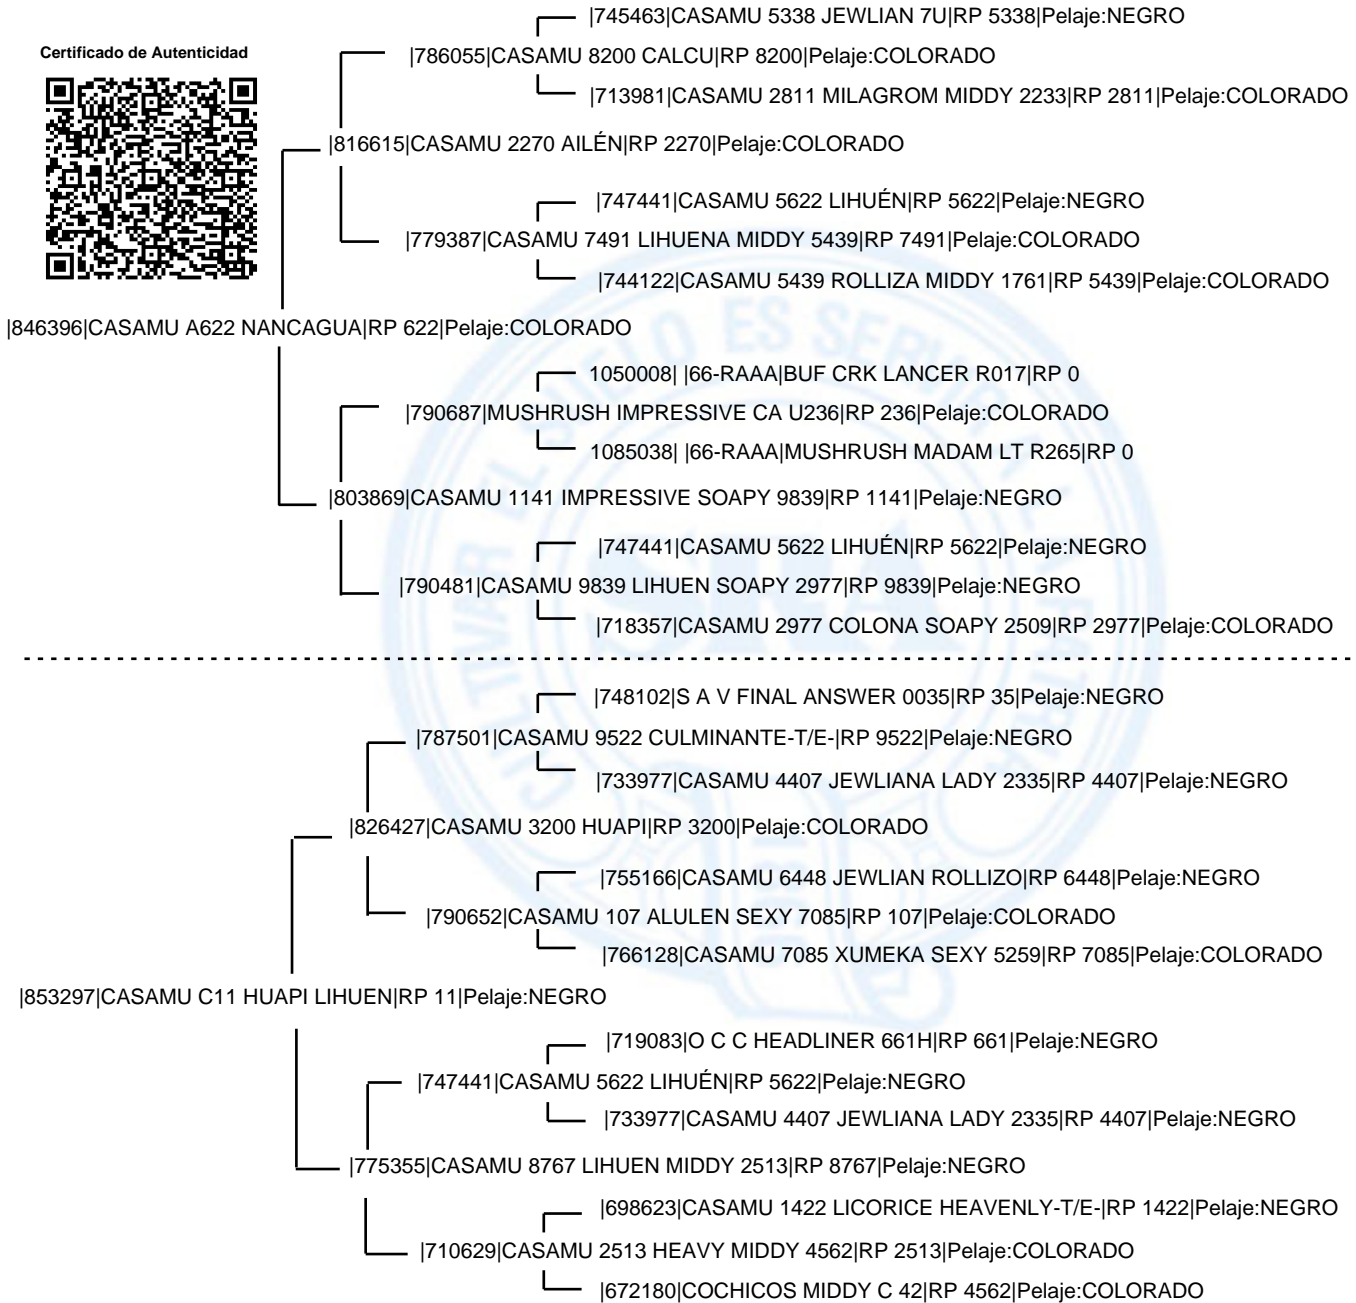 |745463|CASAMU 5338 JEWLIAN 7U|RP 5338|Pelaje:NEGRO
Certificado de Autenticidad
|786055|CASAMU 8200 CALCU|RP 8200|Pelaje:COLORADO
|713981|CASAMU 2811 MILAGROM MIDDY 2233|RP 2811|Pelaje:COLORADO
|816615|CASAMU 2270 AILÉN|RP 2270|Pelaje:COLORADO
|747441|CASAMU 5622 LIHUÉN|RP 5622|Pelaje:NEGRO
|779387|CASAMU 7491 LIHUENA MIDDY 5439|RP 7491|Pelaje:COLORADO
|744122|CASAMU 5439 ROLLIZA MIDDY 1761|RP 5439|Pelaje:COLORADO
|846396|CASAMU A622 NANCAGUA|RP 622|Pelaje:COLORADO
1050008| |66-RAAA|BUF CRK LANCER R017|RP 0
|790687|MUSHRUSH IMPRESSIVE CA U236|RP 236|Pelaje:COLORADO
1085038| |66-RAAA|MUSHRUSH MADAM LT R265|RP 0
|803869|CASAMU 1141 IMPRESSIVE SOAPY 9839|RP 1141|Pelaje:NEGRO
|747441|CASAMU 5622 LIHUÉN|RP 5622|Pelaje:NEGRO
|790481|CASAMU 9839 LIHUEN SOAPY 2977|RP 9839|Pelaje:NEGRO
|718357|CASAMU 2977 COLONA SOAPY 2509|RP 2977|Pelaje:COLORADO
|748102|S A V FINAL ANSWER 0035|RP 35|Pelaje:NEGRO
|787501|CASAMU 9522 CULMINANTE-T/E-|RP 9522|Pelaje:NEGRO
|733977|CASAMU 4407 JEWLIANA LADY 2335|RP 4407|Pelaje:NEGRO
|826427|CASAMU 3200 HUAPI|RP 3200|Pelaje:COLORADO
|755166|CASAMU 6448 JEWLIAN ROLLIZO|RP 6448|Pelaje:NEGRO
|790652|CASAMU 107 ALULEN SEXY 7085|RP 107|Pelaje:COLORADO
|766128|CASAMU 7085 XUMEKA SEXY 5259|RP 7085|Pelaje:COLORADO
|853297|CASAMU C11 HUAPI LIHUEN|RP 11|Pelaje:NEGRO
|719083|O C C HEADLINER 661H|RP 661|Pelaje:NEGRO
|747441|CASAMU 5622 LIHUÉN|RP 5622|Pelaje:NEGRO
|733977|CASAMU 4407 JEWLIANA LADY 2335|RP 4407|Pelaje:NEGRO
|775355|CASAMU 8767 LIHUEN MIDDY 2513|RP 8767|Pelaje:NEGRO
|698623|CASAMU 1422 LICORICE HEAVENLY-T/E-|RP 1422|Pelaje:NEGRO
|710629|CASAMU 2513 HEAVY MIDDY 4562|RP 2513|Pelaje:COLORADO
|672180|COCHICOS MIDDY C 42|RP 4562|Pelaje:COLORADO
CULTIVAR EL SUELO ES SERVIR A LA PATRIA
SRA
1866